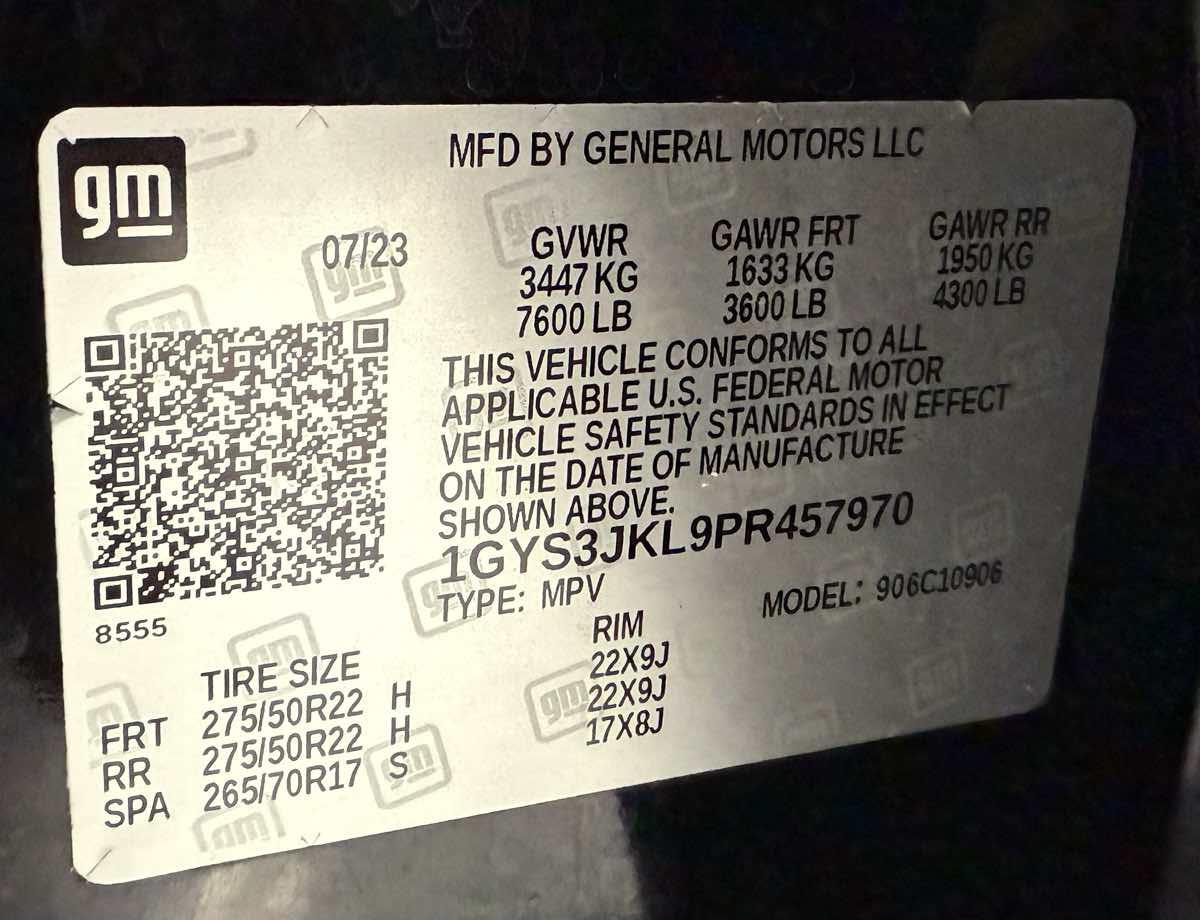 gm
MFD BY GENERAL MOTORS LLC
07/23 GVWR GAWR FRT GAWR RR
3447 KG 1633 KG 1950 KG
7600 LB 3600 LB 4300 LB
THIS VEHICLE CONFORMS TO ALL
APPLICABLE U.S. FEDERAL MOTOR
VEHICLE SAFETY STANDARDS IN EFFECT
ON THE DATE OF MANUFACTURE
SHOWN ABOVE.
1GYS3JKL9PR457970
TYPE: MPV MODEL: 906C10906
8555
TIRE SIZE RIM
FRT 275/50R22 H 22X9J
RR 275/50R22 H 22X9J
SPA 265/70R17 S 17X8J